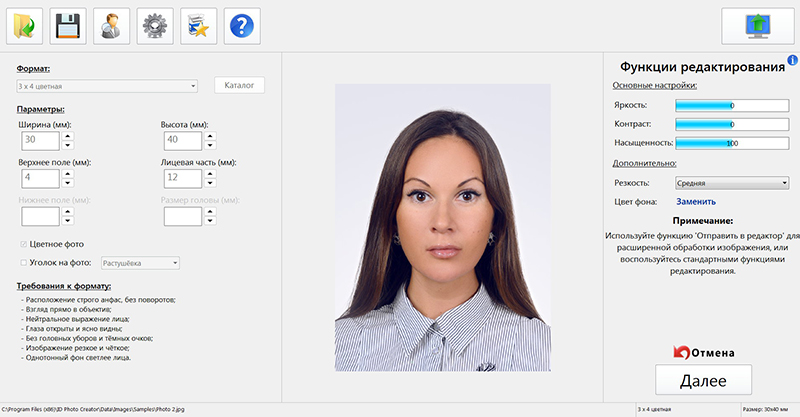 Формат:
3 x 4 цветная
Каталог
Параметры:
Ширина (мм):
Высота (мм):
30
40
Верхнее поле (мм):
Лицевая часть (мм):
4
12
Нижнее поле (мм):
Размер головы (мм):
Цветное фото
Уголок на фото:
Растушёвка
Требования к формату:
- Расположение строго анфас, без поворотов;
- Взгляд прямо в объектив;
- Нейтральное выражение лица;
- Глаза открыты и ясно видны;
- Без головных уборов и тёмных очков;
- Изображение резкое и чёткое;
- Однотонный фон светлее лица.
Функции редактирования
Основные настройки:
Яркость:
0
Контраст:
0
Насыщенность:
100
Дополнительно:
Резкость:
Средняя
Цвет фона:
Заменить
Примечание:
Используйте функцию 'Отправить в редактор' для
расширенной обработки изображения, или
воспользуйтесь стандартными функциями
редактирования.
Отмена
Далее
C:\Program Files (x86)\ID Photo Creator\Data\Images\Samples\Photo 2.jpg
3 x 4 цветная
Размер: 30x40 мм